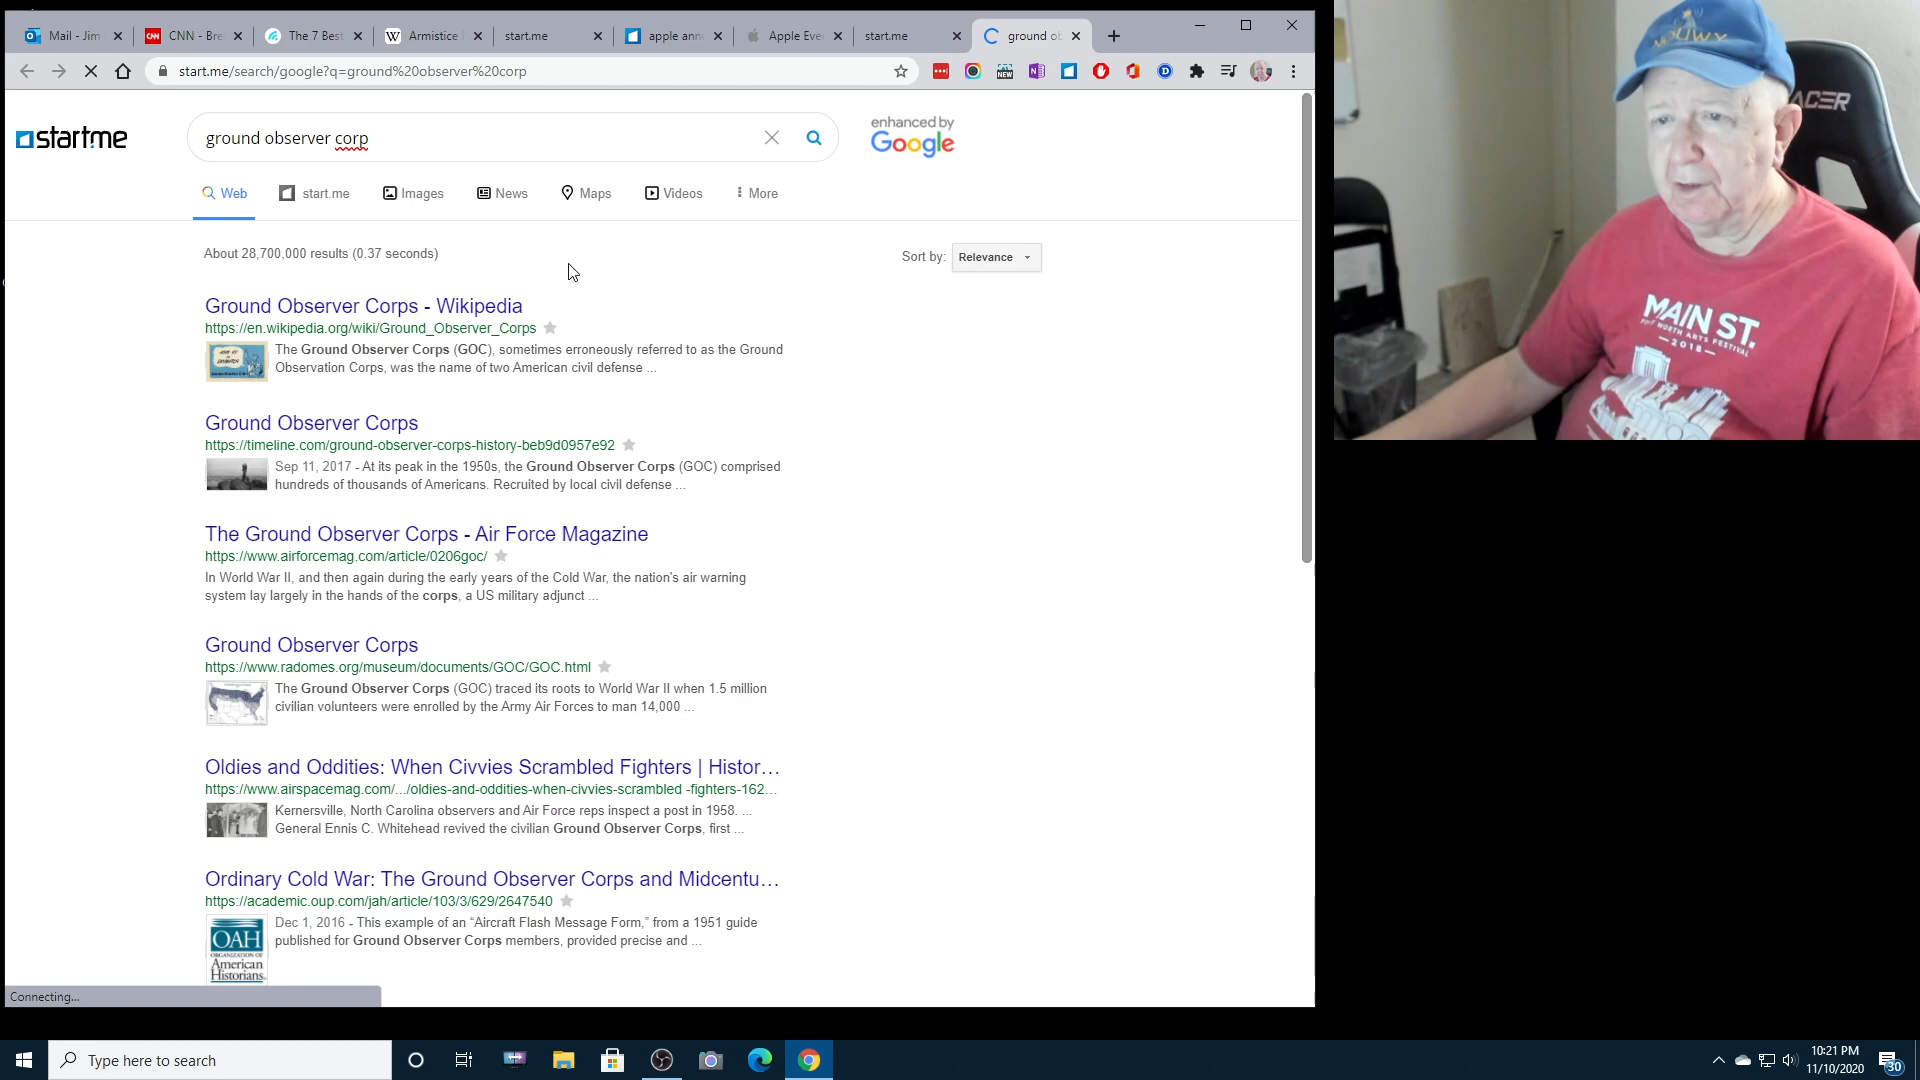 Mail - Jim
CNN - Bre
The 7 Best
Armistice
start.me
apple ann
Apple Eve
start.me
ground ob
start.me/search/google?q=ground%20observer%20corp
start.me
ground observer corp
enhanced by
Google
Web
start.me
Images
News
Maps
Videos
More
About 28,700,000 results (0.37 seconds)
Sort by:
Relevance
Ground Observer Corps - Wikipedia
https://en.wikipedia.org/wiki/Ground_Observer_Corps
The Ground Observer Corps (GOC), sometimes erroneously referred to as the Ground
Observation Corps, was the name of two American civil defense ...
Ground Observer Corps
https://timeline.com/ground-observer-corps-history-beb9d0957e92
Sep 11, 2017 - At its peak in the 1950s, the Ground Observer Corps (GOC) comprised
hundreds of thousands of Americans. Recruited by local civil defense ...
The Ground Observer Corps - Air Force Magazine
https://www.airforcemag.com/article/0206goc/
In World War II, and then again during the early years of the Cold War, the nation's air warning
system lay largely in the hands of the corps, a US military adjunct ...
Ground Observer Corps
https://www.radomes.org/museum/documents/GOC/GOC.html
The Ground Observer Corps (GOC) traced its roots to World War II when 1.5 million
civilian volunteers were enrolled by the Army Air Forces to man 14,000 ...
Oldies and Oddities: When Civvies Scrambled Fighters | Histor...
https://www.airspacemag.com/.../oldies-and-oddities-when-civvies-scrambled -fighters-162...
Kernersville, North Carolina observers and Air Force reps inspect a post in 1958. ...
General Ennis C. Whitehead revived the civilian Ground Observer Corps, first ...
Ordinary Cold War: The Ground Observer Corps and Midcentu...
https://academic.oup.com/jah/article/103/3/629/2647540
OAH
ORGANIZATION OF
American
Historians
Dec 1, 2016 - This example of an “Aircraft Flash Message Form,” from a 1951 guide
published for Ground Observer Corps members, provided precise and ...
Connecting...
Type here to search
10:21 PM
11/10/2020
30
NEW
ACER
MAIN ST.
FORT WORTH ARTS FESTIVAL
- 2018 -